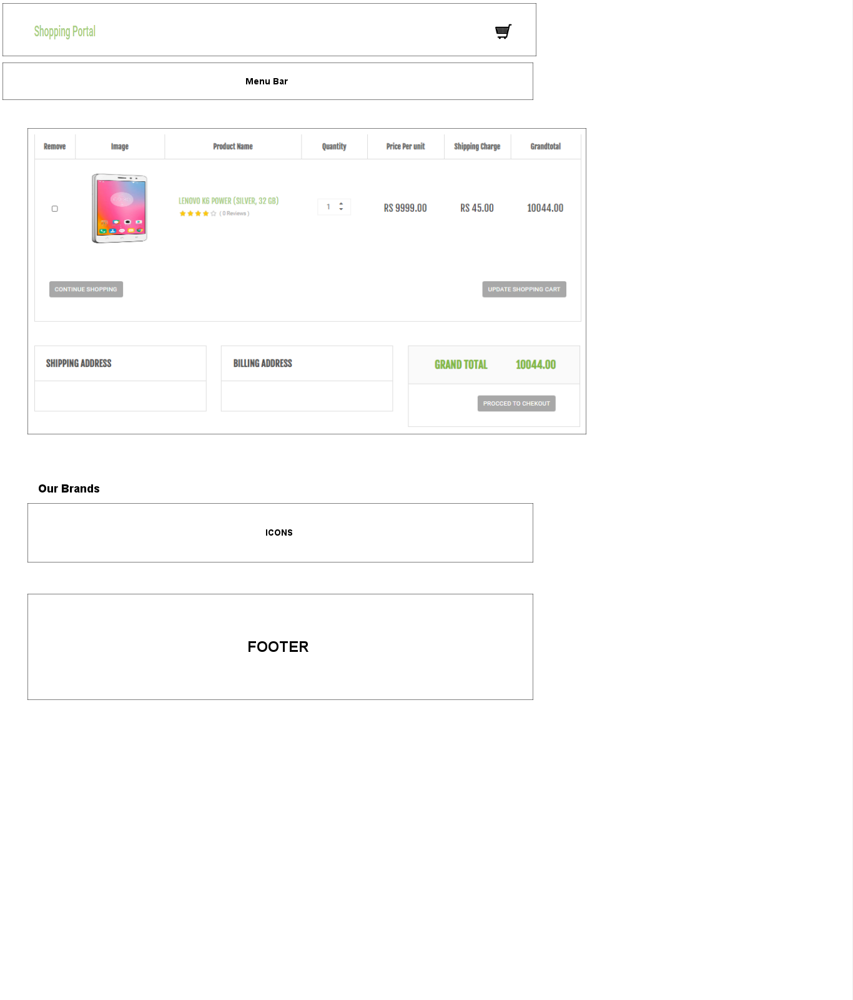 Shopping Portal
Menu Bar
Remove Image Product Name Quantity Price Per unit Shipping Charge Grandtotal
LENOVO K6 POWER (SILVER, 32 GB)
( 0 Reviews )
1 RS 9999.00 RS 45.00 10044.00
CONTINUE SHOPPING UPDATE SHOPPING CART
SHIPPING ADDRESS BILLING ADDRESS GRAND TOTAL 10044.00
PROCCED TO CHEKOUT
Our Brands
ICONS
FOOTER